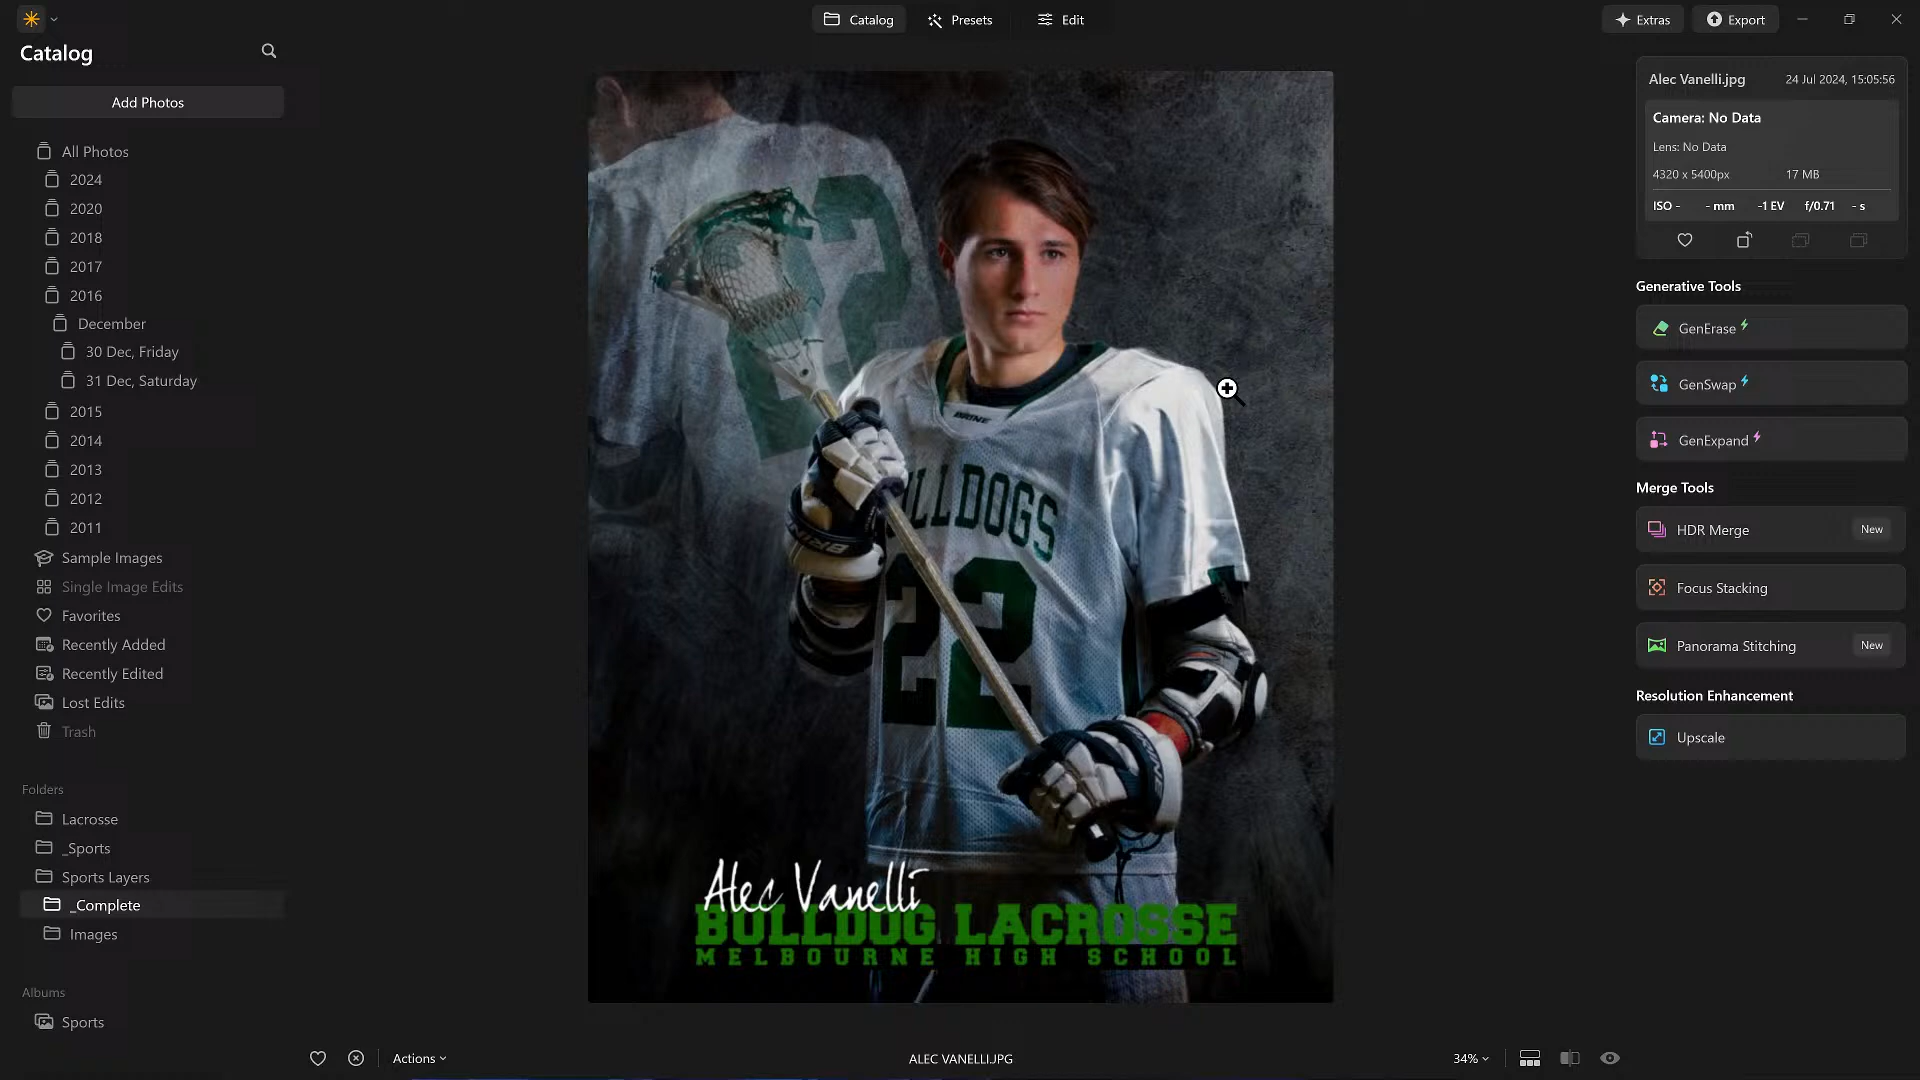 Catalog
Presets
Edit
Extras
Export
Catalog
Add Photos
All Photos
2024
2020
2018
2017
2016
December
30 Dec, Friday
31 Dec, Saturday
2015
2014
2013
2012
2011
Sample Images
Single Image Edits
Favorites
Recently Added
Recently Edited
Lost Edits
Trash
Folders
Lacrosse
_Sports
Sports Layers
_Complete
Images
Albums
Sports
22
BRINE
ULLDOGS
22
BRINE
BRINE
Alec Vanelli
BULLDOG LACROSSE
MELBOURNE HIGH SCHOOL
Actions
ALEC VANELLI.JPG
34%
Alec Vanelli.jpg 24 Jul 2024, 15:05:56
Camera: No Data
Lens: No Data
4320 x 5400px 17 MB
ISO - - mm -1 EV f/0.71 - s
Generative Tools
GenErase
GenSwap
GenExpand
Merge Tools
HDR Merge New
Focus Stacking
Panorama Stitching New
Resolution Enhancement
Upscale